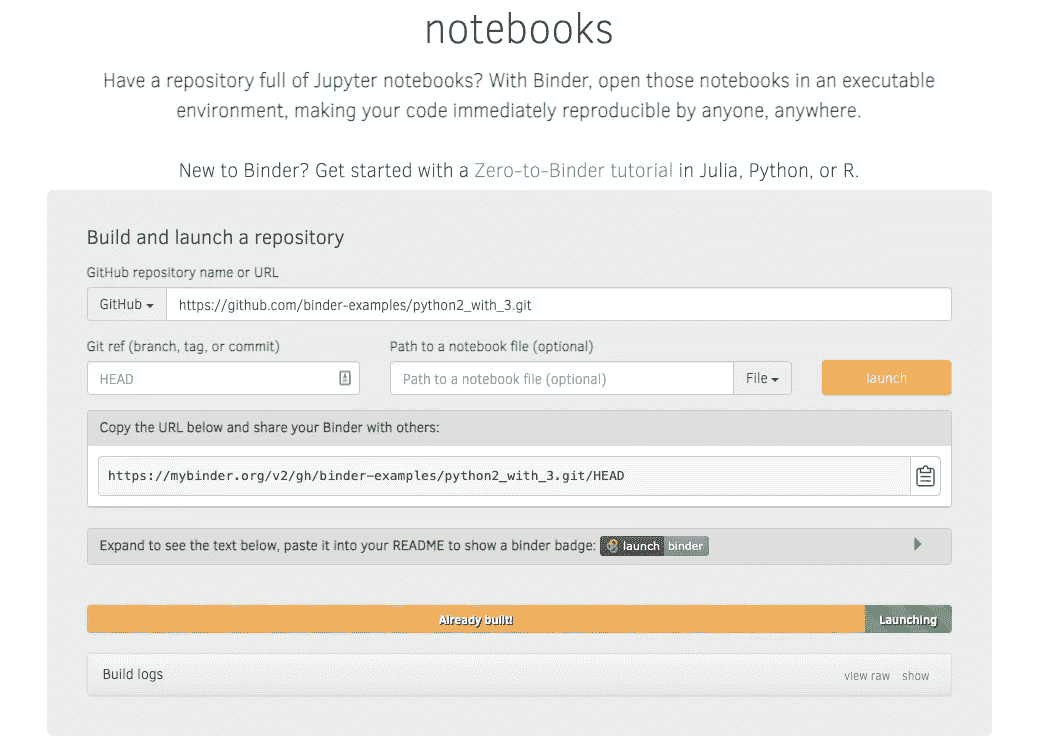 notebooks
Have a repository full of Jupyter notebooks? With Binder, open those notebooks in an executable
environment, making your code immediately reproducible by anyone, anywhere.
New to Binder? Get started with a Zero-to-Binder tutorial in Julia, Python, or R.
Build and launch a repository
GitHub repository name or URL
GitHub https://github.com/binder-examples/python2_with_3.git
Git ref (branch, tag, or commit) Path to a notebook file (optional)
HEAD Path to a notebook file (optional) File launch
Copy the URL below and share your Binder with others:
https://mybinder.org/v2/gh/binder-examples/python2_with_3.git/HEAD
Expand to see the text below, paste it into your README to show a binder badge: launch binder
Already built! Launching
Build logs view raw show